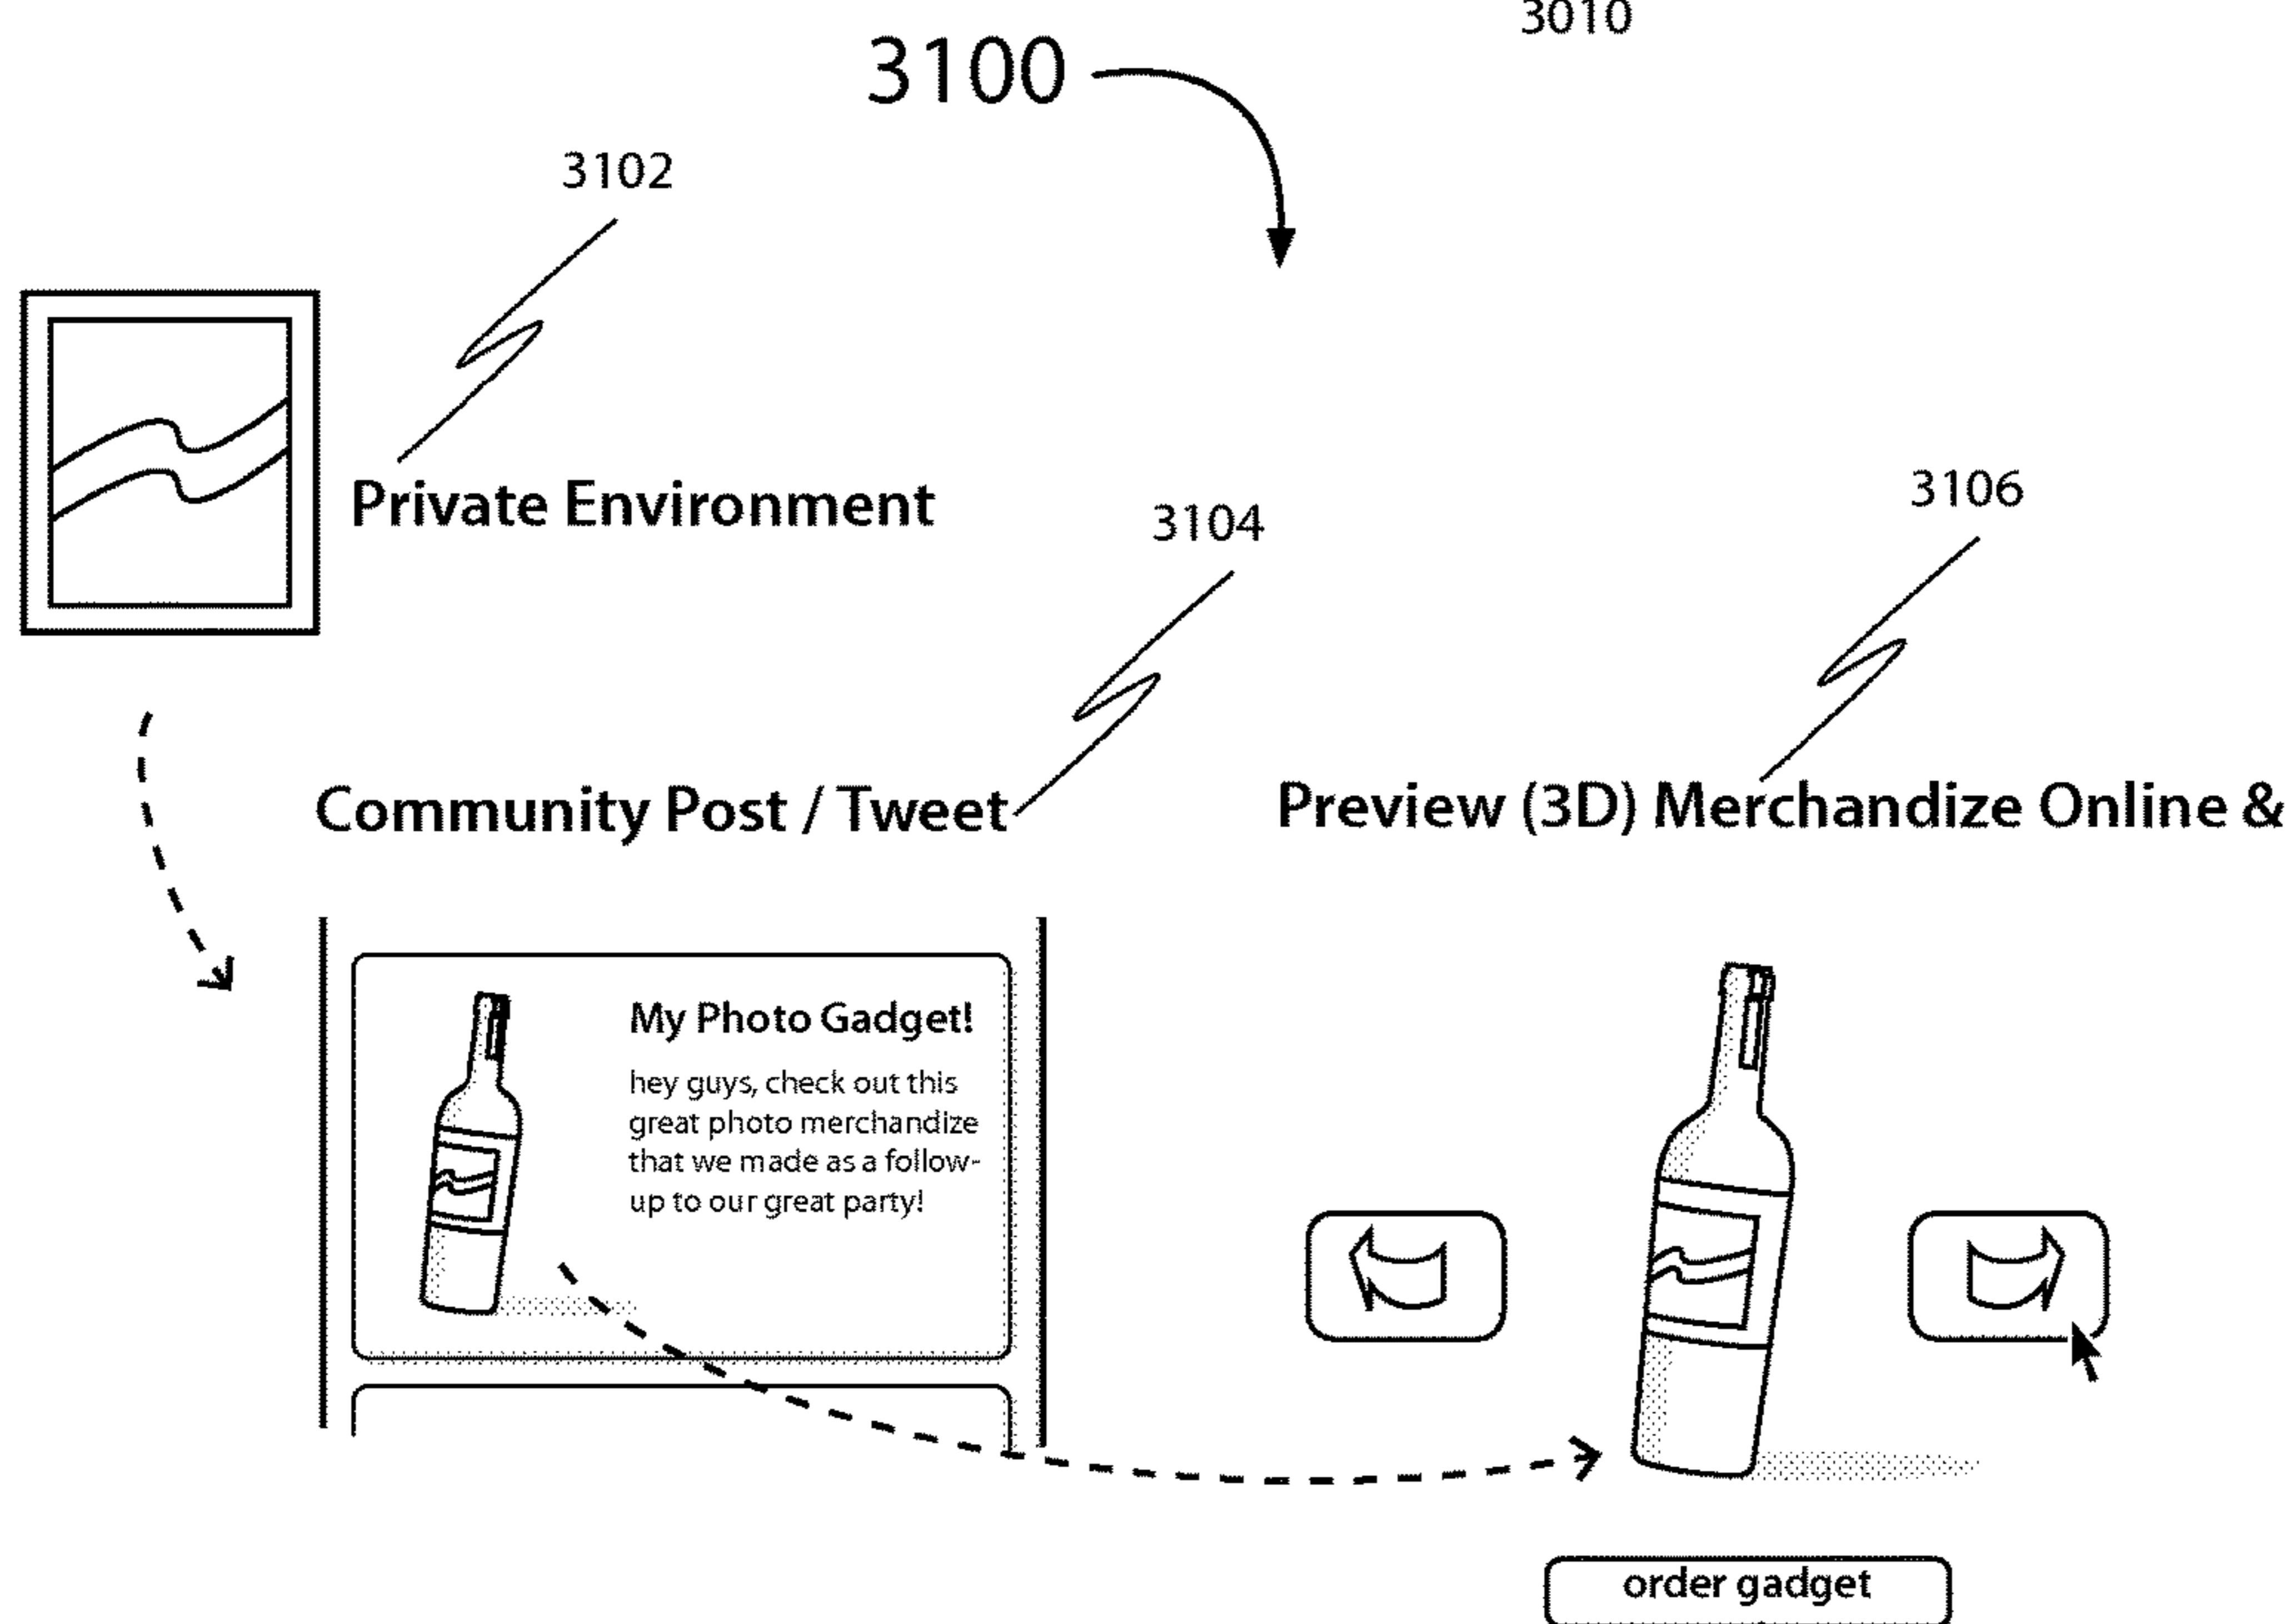 3010
3100
3102
Private Environment
3104
3106
Community Post / Tweet
Preview (3D) Merchandize Online &
My Photo Gadget!
hey guys, check out this
great photo merchandize
that we made as a follow-
up to our great party!
order gadget